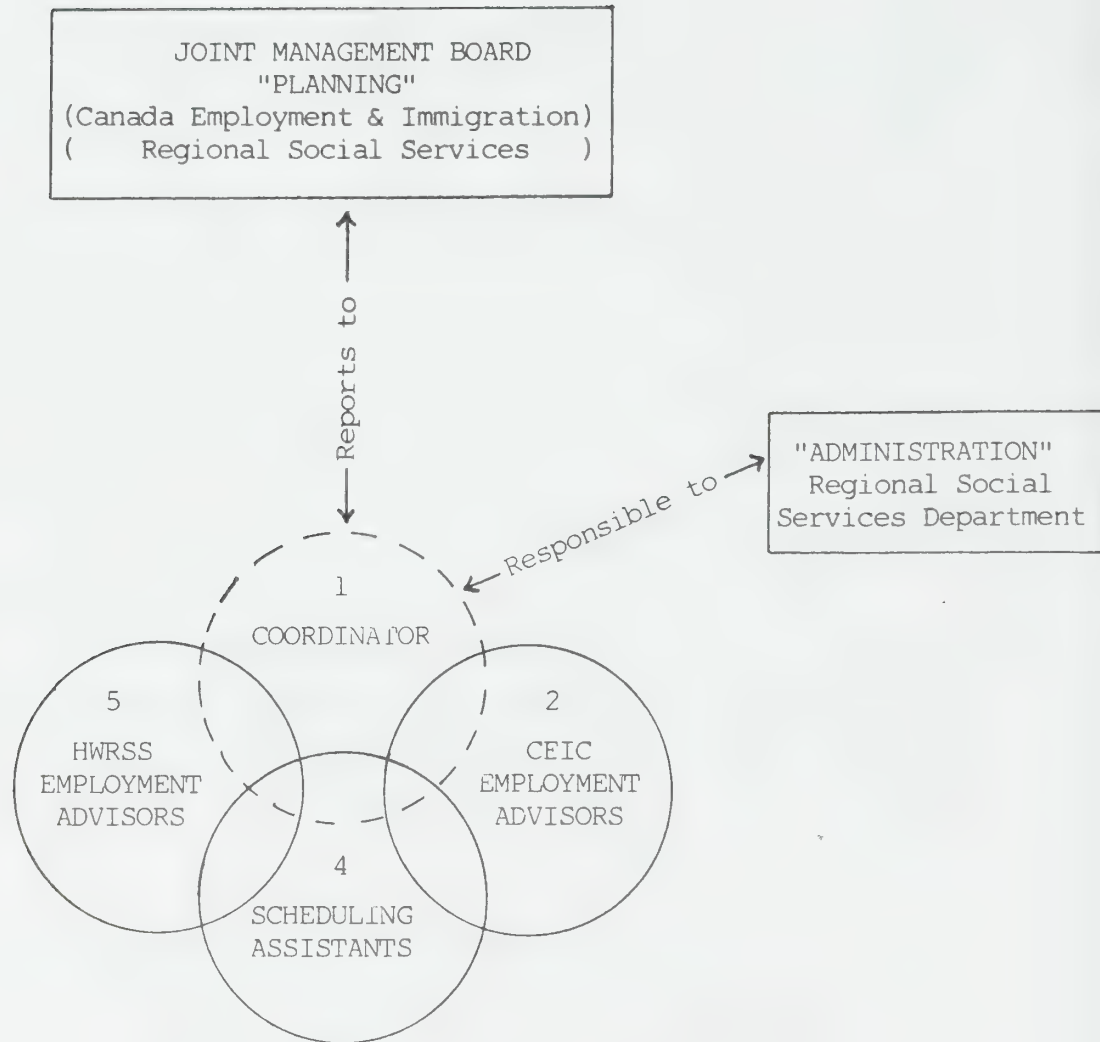 JOINT MANAGEMENT BOARD
"PLANNING"
(Canada Employment & Immigration)
( Regional Social Services )
Reports to
"ADMINISTRATION"
Regional Social
Services Department
Responsible to
1
COORDINATOR
5
HWRSS
EMPLOYMENT
ADVISORS
2
CEIC
EMPLOYMENT
ADVISORS
4
SCHEDULING
ASSISTANTS